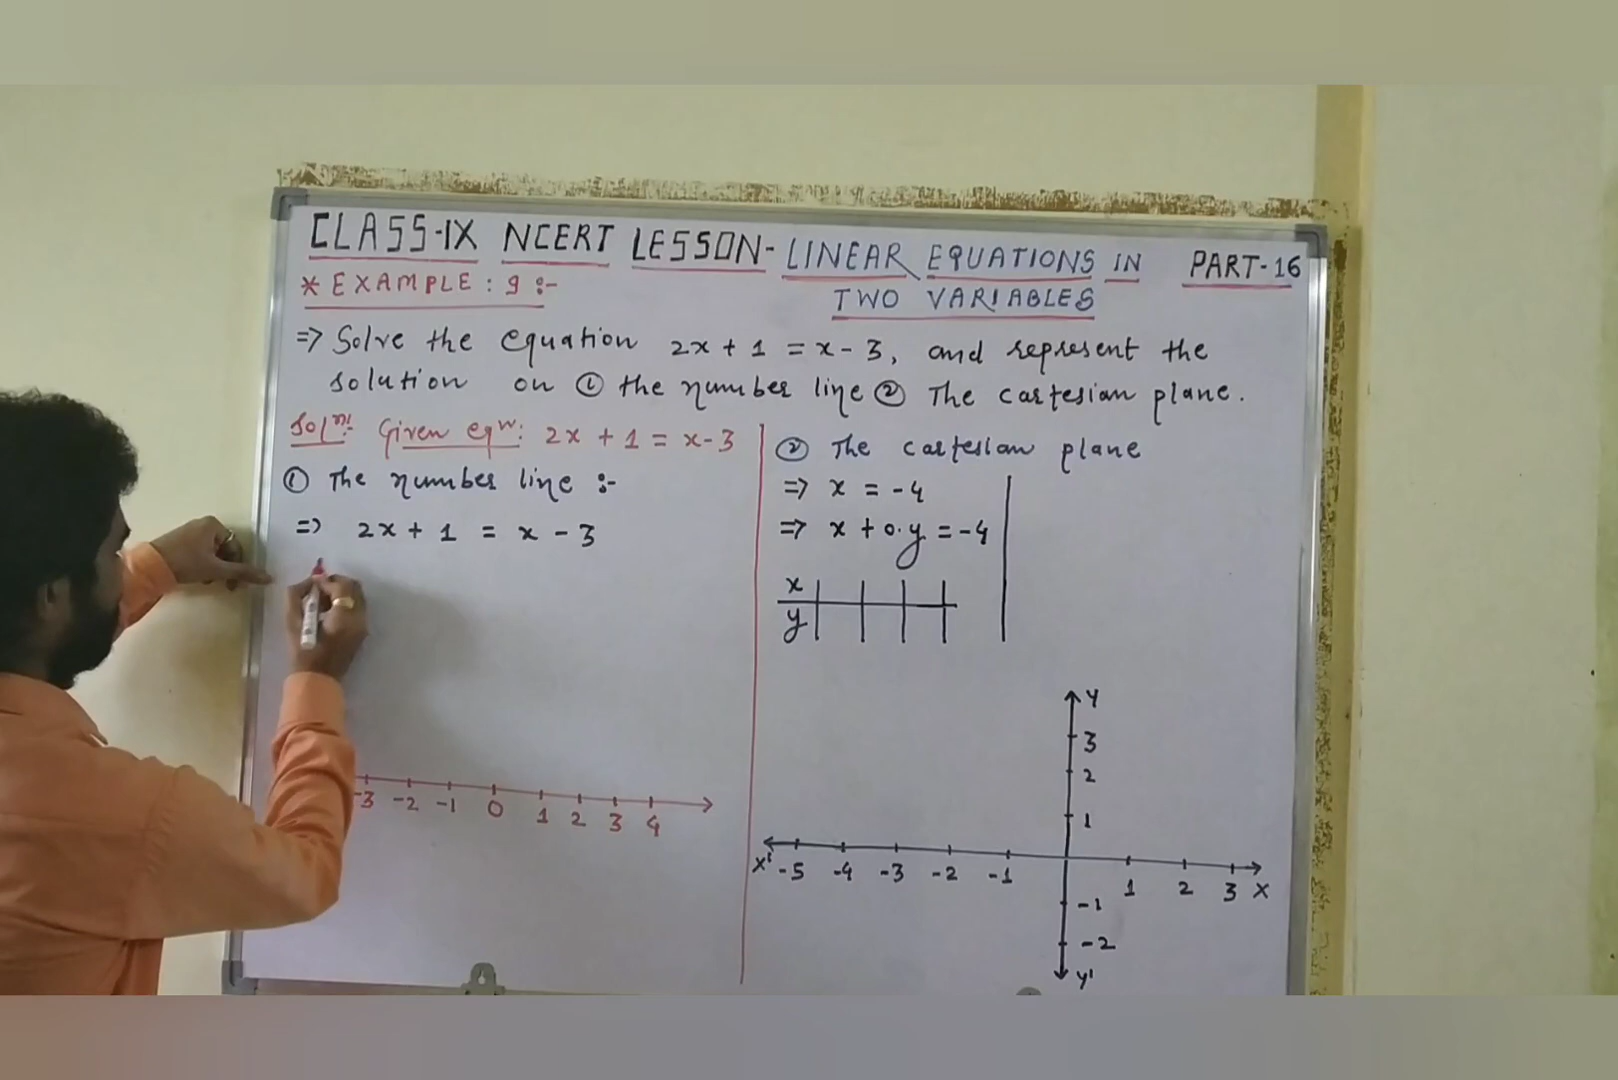 CLASS-IX NCERT LESSON- LINEAR EQUATIONS IN PART-16
TWO VARIABLES
* EXAMPLE : 9 :-
=> Solve the equation 2x + 1 = x - 3, and represent the
solution on ① the number line ② The cartesian plane.
Solⁿ:- Given eqⁿ: 2x + 1 = x - 3
① The number line :-
=> 2x + 1 = x - 3
-3 -2 -1 0 1 2 3 4
② The cartesian plane
=> x = -4
=> x + 0.y = -4
x
y
Y
3
2
1
X' -5 -4 -3 -2 -1 1 2 3 X
-1
-2
Y'